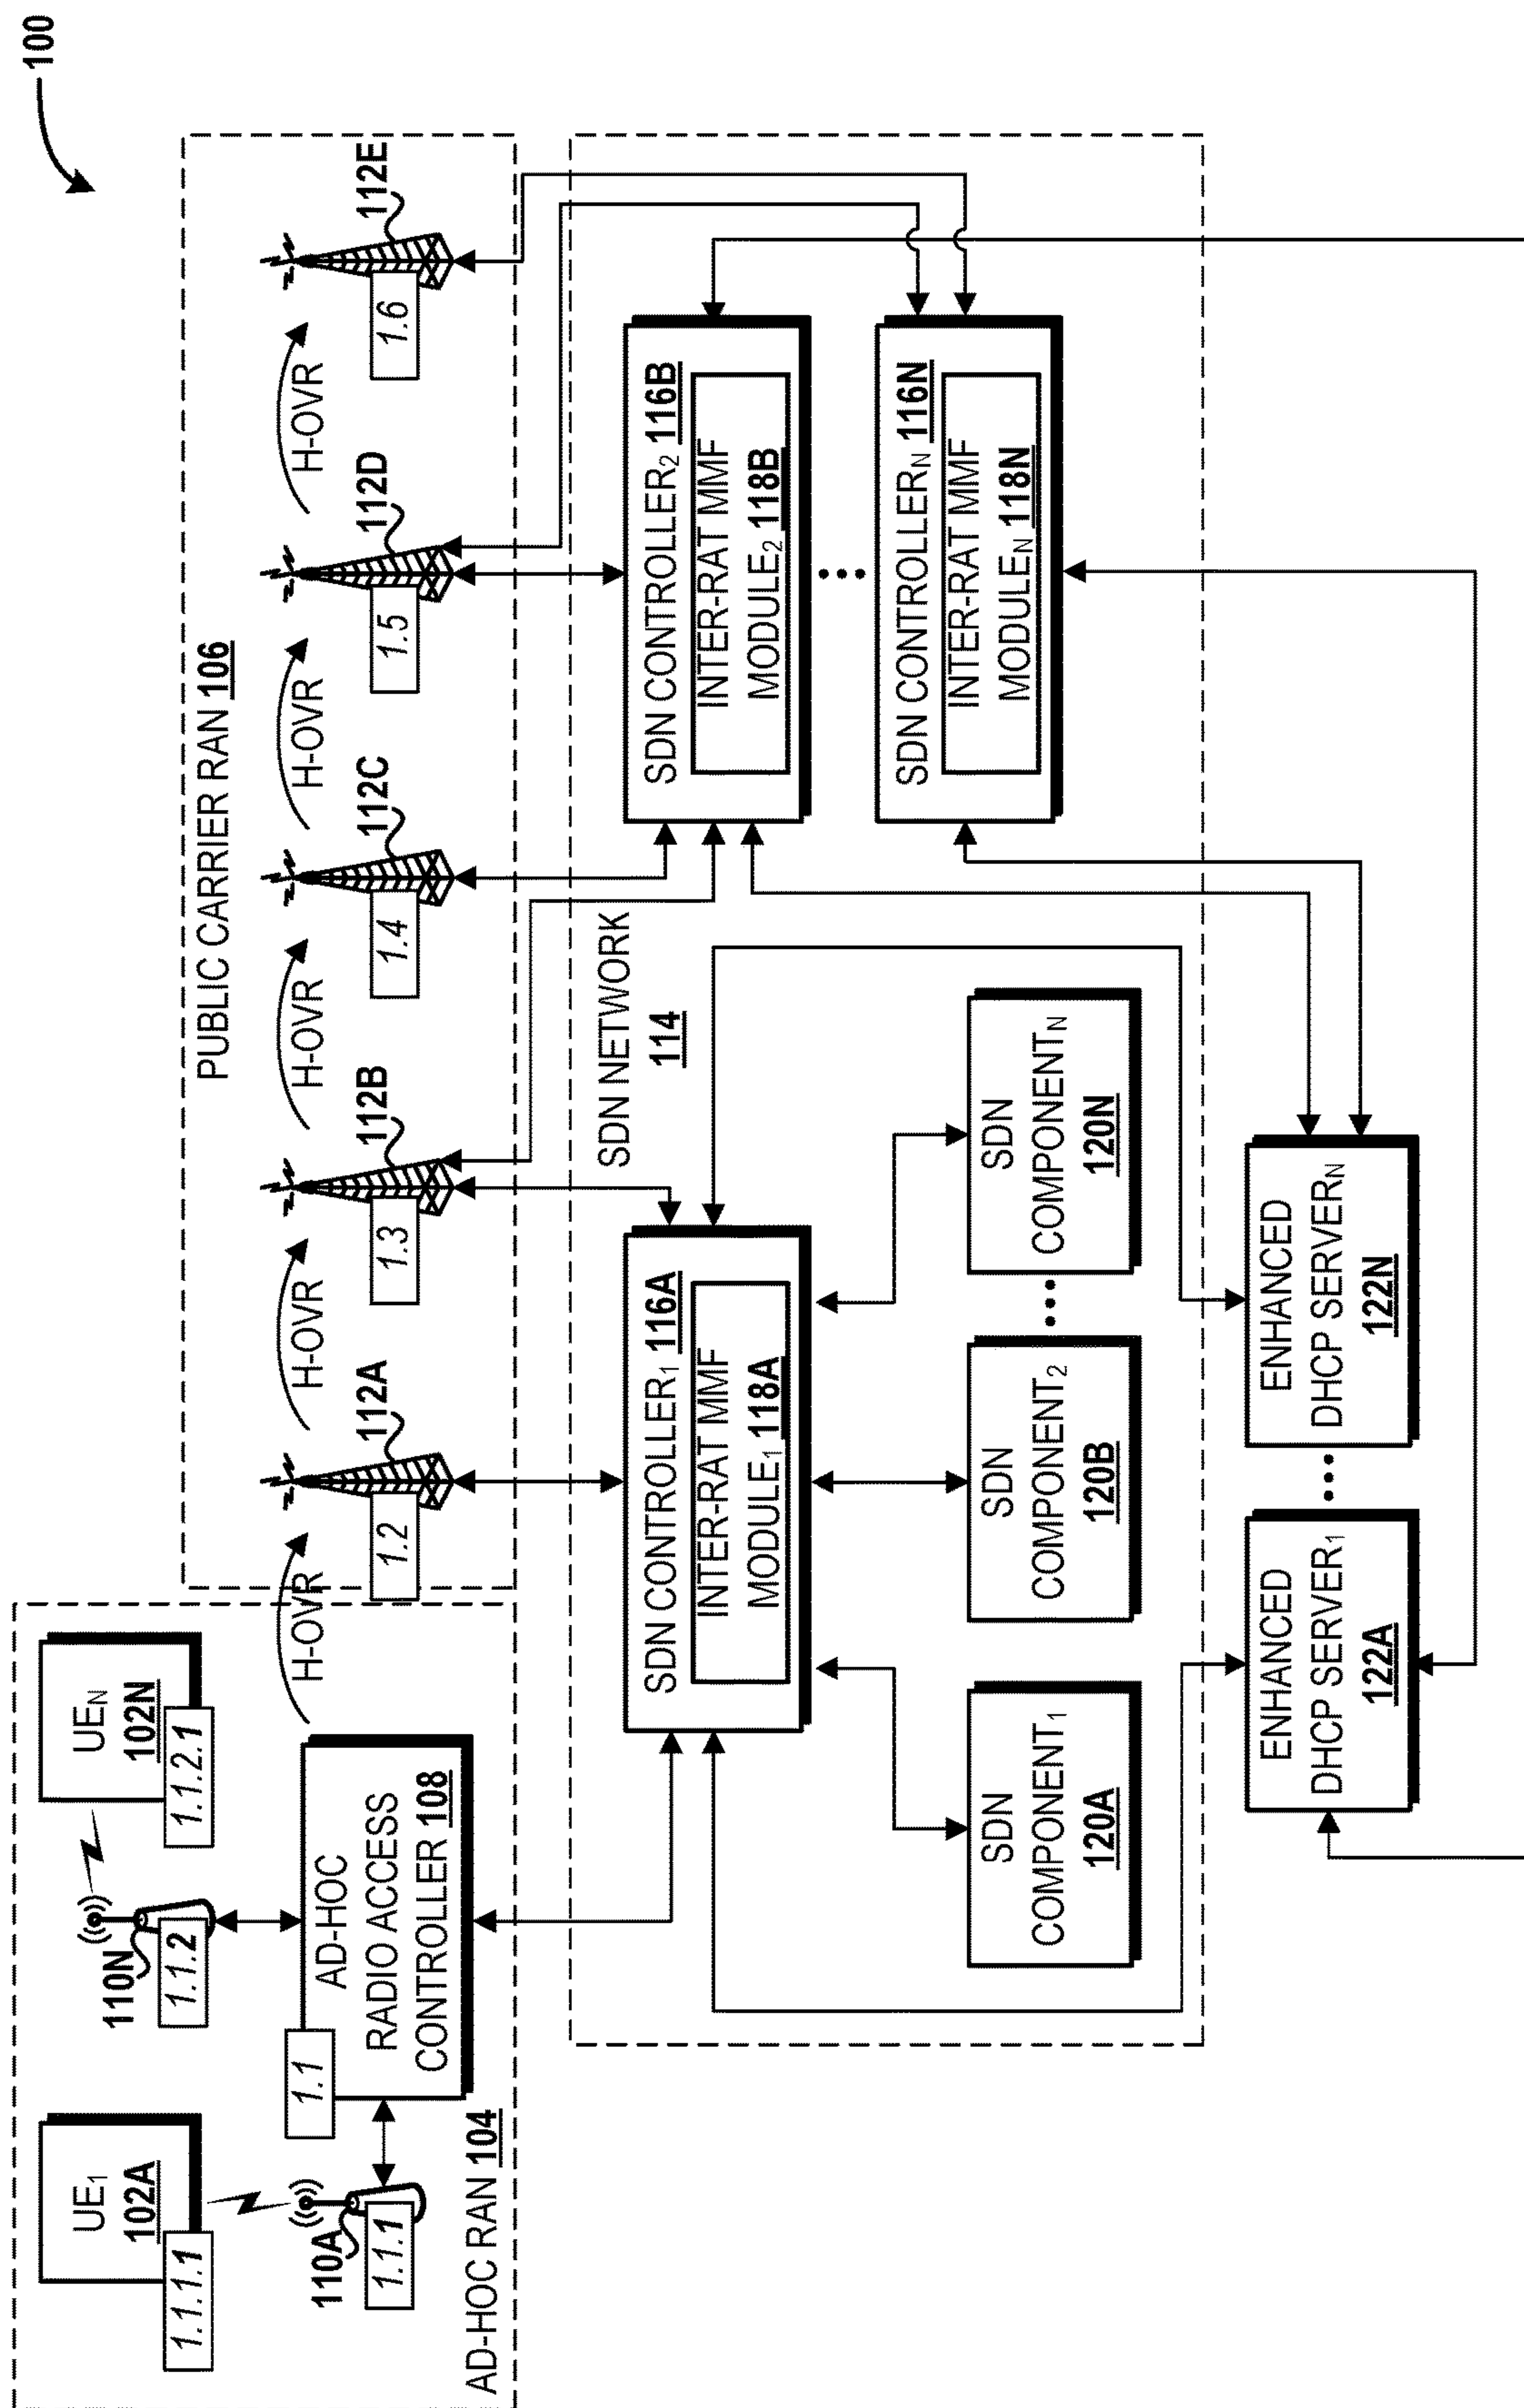 100
UE₁
102A
1.1.1.1
110A
1.1.1
AD-HOC RAN 104
UEN
102N
1.1.2.1
110N
1.1.2
1.1
AD-HOC
RADIO ACCESS
CONTROLLER 108
H-OVR
PUBLIC CARRIER RAN 106
112A
1.2
H-OVR
112B
1.3
H-OVR
112C
1.4
H-OVR
112D
1.5
H-OVR
112E
1.6
H-OVR
SDN NETWORK
114
SDN CONTROLLER₁ 116A
INTER-RAT MMF
MODULE₁ 118A
SDN CONTROLLER₂ 116B
INTER-RAT MMF
MODULE₂ 118B
SDN CONTROLLERN 116N
INTER-RAT MMF
MODULEN 118N
SDN
COMPONENT₁
120A
SDN
COMPONENT₂
120B
SDN
COMPONENTN
120N
ENHANCED
DHCP SERVER₁
122A
ENHANCED
DHCP SERVERN
122N